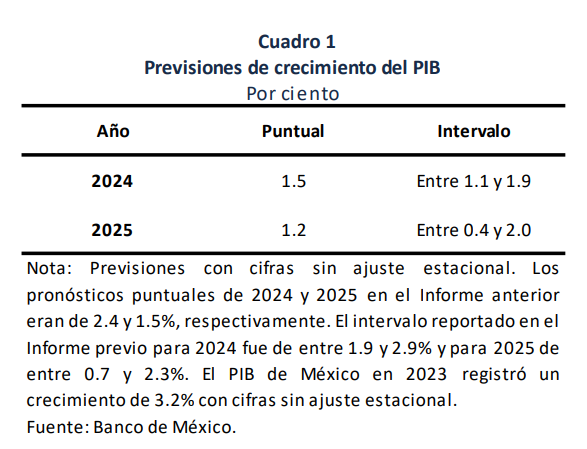 Cuadro 1
Previsiones de crecimiento del PIB
Por ciento
Año Puntual Intervalo
2024 1.5 Entre 1.1 y 1.9
2025 1.2 Entre 0.4 y 2.0
Nota: Previsiones con cifras sin ajuste estacional. Los
pronósticos puntuales de 2024 y 2025 en el Informe anterior
eran de 2.4 y 1.5%, respectivamente. El intervalo reportado en el
Informe previo para 2024 fue de entre 1.9 y 2.9% y para 2025 de
entre 0.7 y 2.3%. El PIB de México en 2023 registró un
crecimiento de 3.2% con cifras sin ajuste estacional.
Fuente: Banco de México.